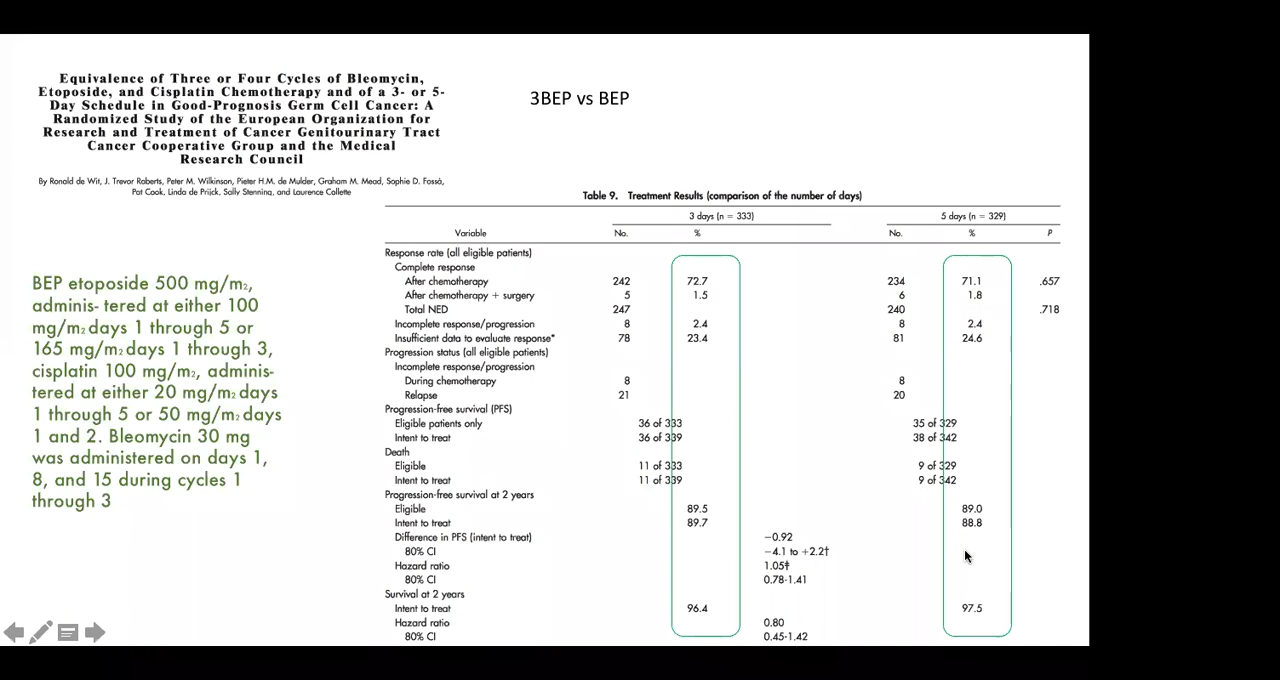 Equivalence of Three or Four Cycles of Bleomycin,
Etoposide, and Cisplatin Chemotherapy and of a 3- or 5-
Day Schedule in Good-Prognosis Germ Cell Cancer: A
Randomized Study of the European Organization for
Research and Treatment of Cancer Genitourinary Tract
Cancer Cooperative Group and the Medical
Research Council
By Ronald de Wit, J. Trevor Roberts, Peter M. Wilkinson, Pieter H.M. de Mulder, Graham M. Mead, Sophie D. Fosså,
Pat Cook, Linda de Prijck, Sally Stenning, and Laurence Collette
3BEP vs BEP
BEP etoposide 500 mg/m2,
adminis- tered at either 100
mg/m2 days 1 through 5 or
165 mg/m2 days 1 through 3,
cisplatin 100 mg/m2, adminis-
tered at either 20 mg/m2 days
1 through 5 or 50 mg/m2 days
1 and 2. Bleomycin 30 mg
was administered on days 1,
8, and 15 during cycles 1
through 3
Table 9. Treatment Results (comparison of the number of days)
3 days (n = 333) 5 days (n = 329)
Variable No. % No. % P
Response rate (all eligible patients)
Complete response
After chemotherapy 242 72.7 234 71.1 .657
After chemotherapy + surgery 5 1.5 6 1.8
Total NED 247 240 .718
Incomplete response/progression 8 2.4 8 2.4
Insufficient data to evaluate response* 78 23.4 81 24.6
Progression status (all eligible patients)
Incomplete response/progression
During chemotherapy 8 8
Relapse 21 20
Progression-free survival (PFS)
Eligible patients only 36 of 333 35 of 329
Intent to treat 36 of 339 38 of 342
Death
Eligible 11 of 333 9 of 329
Intent to treat 11 of 339 9 of 342
Progression-free survival at 2 years
Eligible 89.5 89.0
Intent to treat 89.7 88.8
Difference in PFS (intent to treat) −0.92
80% CI −4.1 to +2.2†
Hazard ratio 1.05‡
80% CI 0.78-1.41
Survival at 2 years
Intent to treat 96.4 97.5
Hazard ratio 0.80
80% CI 0.45-1.42